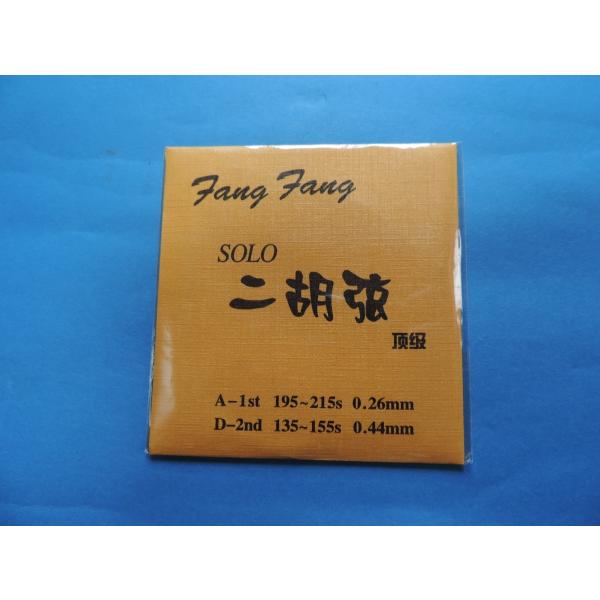 Fang Fang
SOLO
二胡弦
顶级
A-1st 195~215s 0.26mm
D-2nd 135~155s 0.44mm